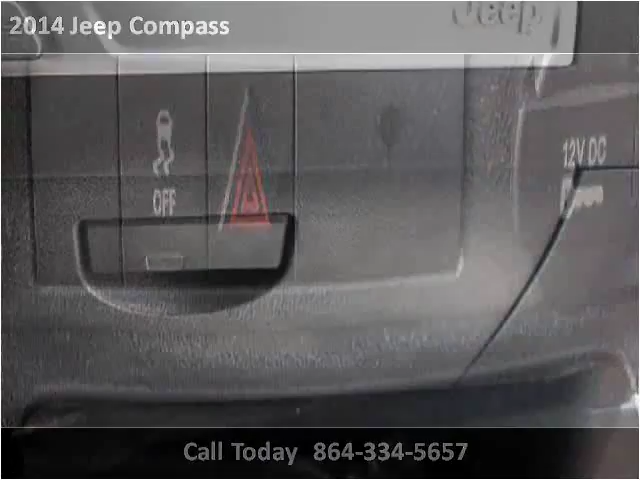 2014 Jeep Compass
Jeep
12V DC
OFF
Call Today 864-334-5657